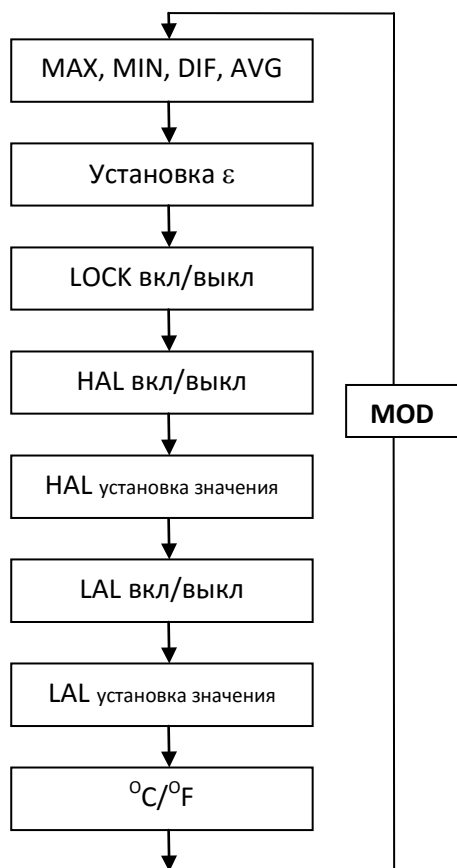 MAX, MIN, DIF, AVG
Установка ε
LOCK вкл/выкл
HAL вкл/выкл
MOD
HAL установка значения
LAL вкл/выкл
LAL установка значения
ᴼC/ᴼF